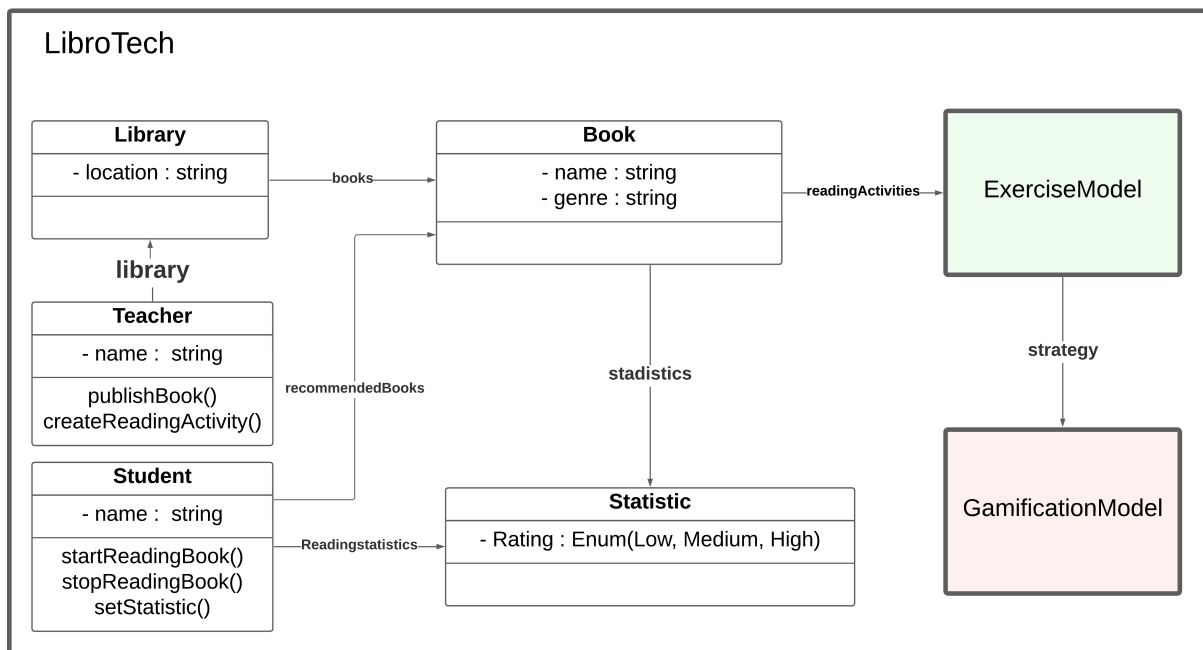 LibroTech
Library
- location : string
books
Book
- name : string
- genre : string
readingActivities
ExerciseModel
library
Teacher
- name :  string
publishBook()
createReadingActivity()
recommendedBooks
stadistics
strategy
Student
- name :  string
startReadingBook()
stopReadingBook()
setStatistic()
Readingstatistics
Statistic
- Rating : Enum(Low, Medium, High)
GamificationModel